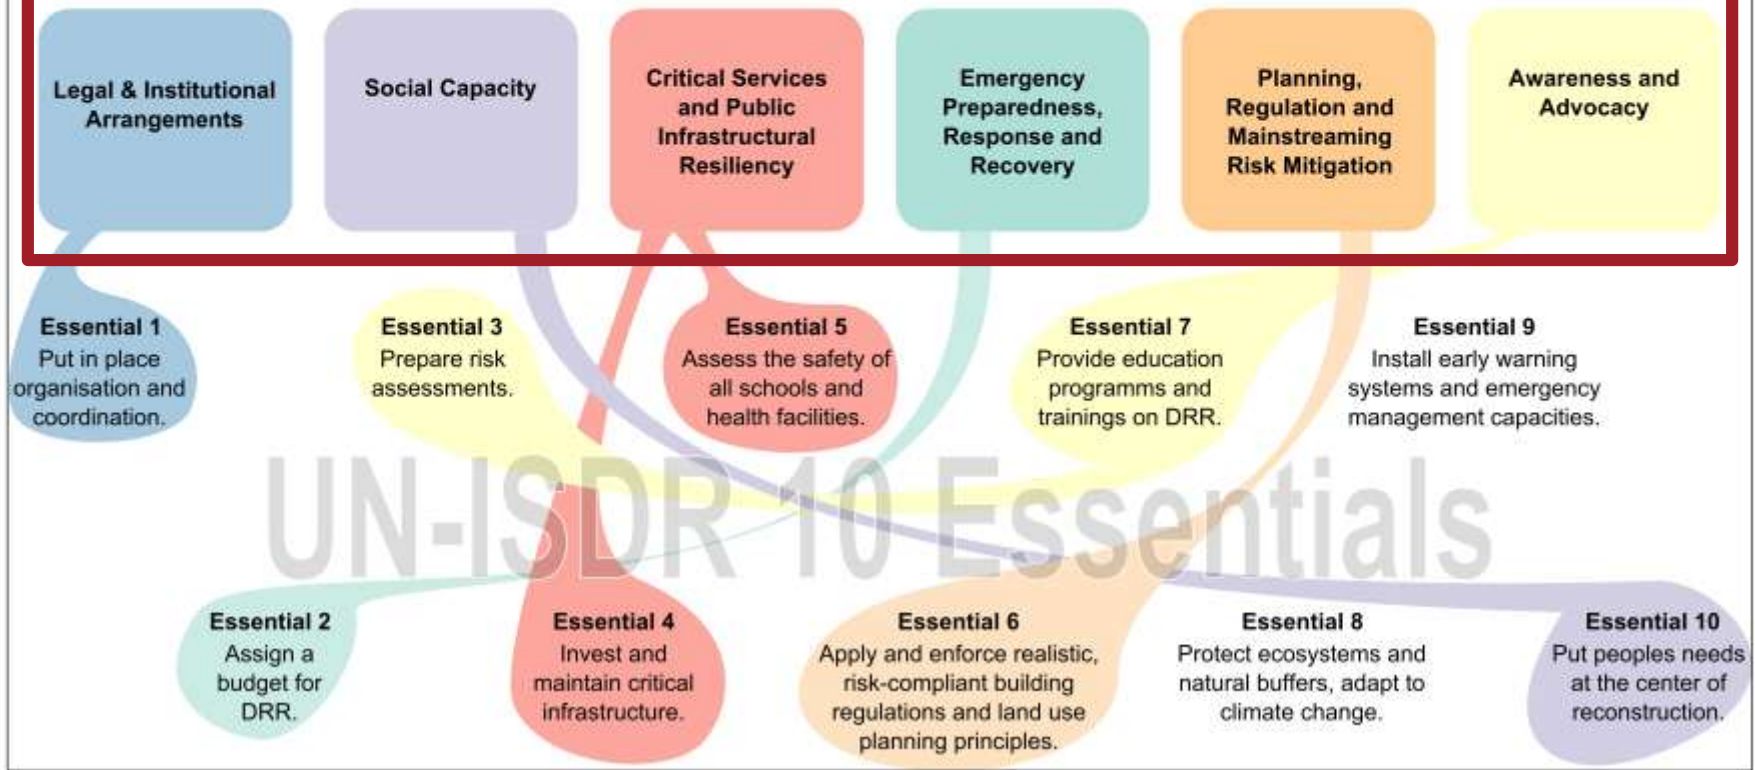 Legal & Institutional
Arrangements
Social Capacity
Critical Services
and Public
Infrastructural
Resiliency
Emergency
Preparedness,
Response and
Recovery
Planning,
Regulation and
Mainstreaming
Risk Mitigation
Awareness and
Advocacy
Essential 1
Put in place
organisation and
coordination.
Essential 3
Prepare risk
assessments.
Essential 5
Assess the safety of
all schools and
health facilities.
Essential 7
Provide education
programms and
trainings on DRR.
Essential 9
Install early warning
systems and emergency
management capacities.
UN-ISDR 10 Essentials
Essential 2
Assign a
budget for
DRR.
Essential 4
Invest and
maintain critical
infrastructure.
Essential 6
Apply and enforce realistic,
risk-compliant building
regulations and land use
planning principles.
Essential 8
Protect ecosystems and
natural buffers, adapt to
climate change.
Essential 10
Put peoples needs
at the center of
reconstruction.